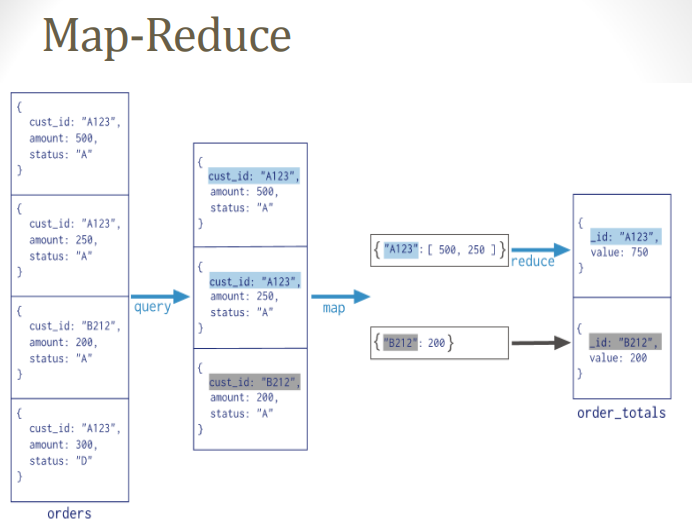 Map-Reduce
{
cust_id: "A123",
amount: 500,
status: "A"
}
{
cust_id: "A123",
amount: 250,
status: "A"
}
{
cust_id: "B212",
amount: 200,
status: "A"
}
{
cust_id: "A123",
amount: 300,
status: "D"
}
orders
query
{
cust_id: "A123",
amount: 500,
status: "A"
}
{
cust_id: "A123",
amount: 250,
status: "A"
}
{
cust_id: "B212",
amount: 200,
status: "A"
}
map
{ "A123": [ 500, 250 ] }
{ "B212": 200 }
reduce
{
_id: "A123",
value: 750
}
{
_id: "B212",
value: 200
}
order_totals